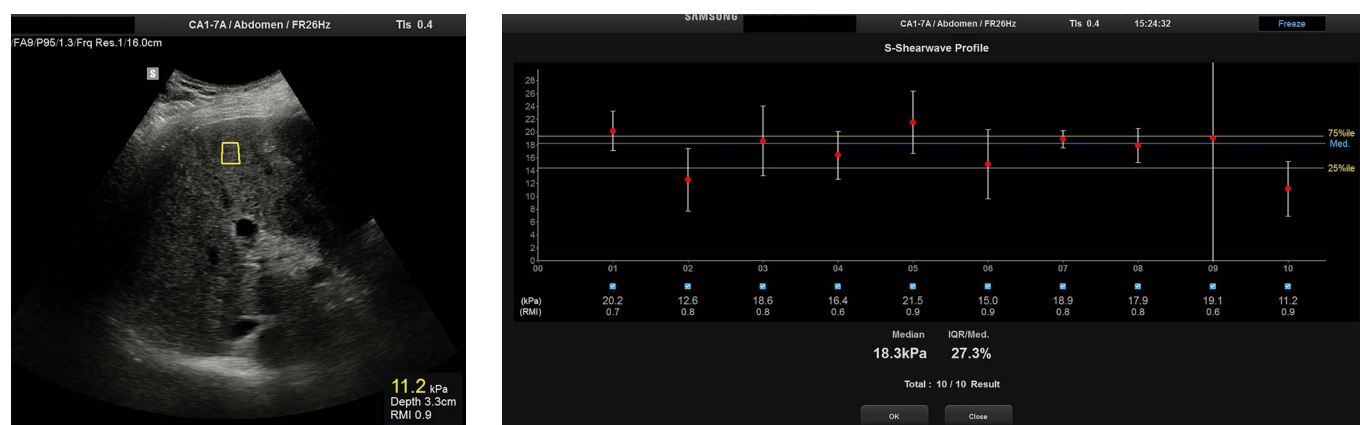 CA1-7A / Abdomen / FR26Hz TIs 0.4
/FA9/P95/1.3/Frq Res.1/16.0cm
S
11.2 kPa
Depth 3.3cm
RMI 0.9
SAMSUNG
CA1-7A / Abdomen / FR26Hz TIs 0.4 15:24:32 Freeze
S-Shearwave Profile
28
26
24
22
20
18
16
14
12
10
8
6
4
2
0
75%ile
Med.
25%ile
00 01 02 03 04 05 06 07 08 09 10
(kPa) 20.2 12.6 18.6 16.4 21.5 15.0 18.9 17.9 19.1 11.2
(RMI) 0.7 0.8 0.8 0.6 0.9 0.9 0.8 0.8 0.6 0.9
Median IQR/Med.
18.3kPa 27.3%
Total : 10 / 10 Result
OK Close